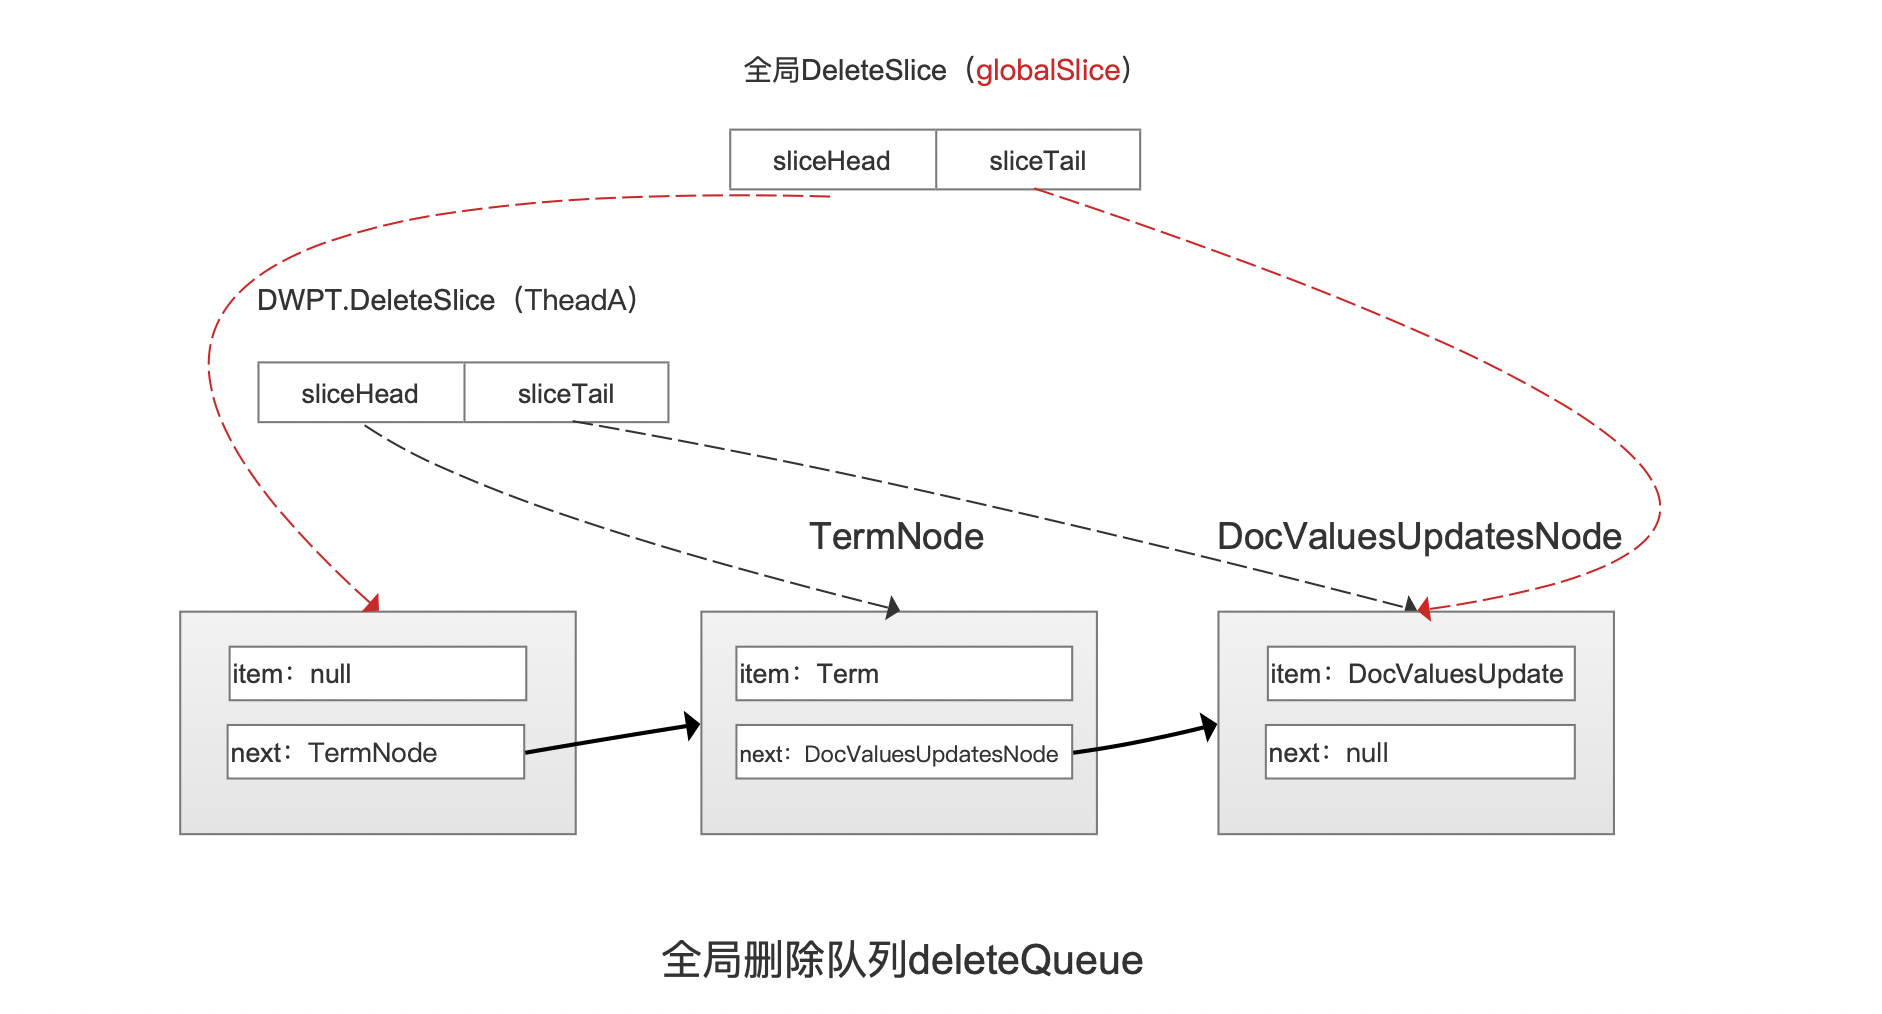 全局DeleteSlice（globalSlice）
sliceHead
sliceTail
DWPT.DeleteSlice（TheadA）
sliceHead
sliceTail
TermNode
DocValuesUpdatesNode
item：null
next：TermNode
item：Term
next：DocValuesUpdatesNode
item：DocValuesUpdate
next：null
全局删除队列deleteQueue